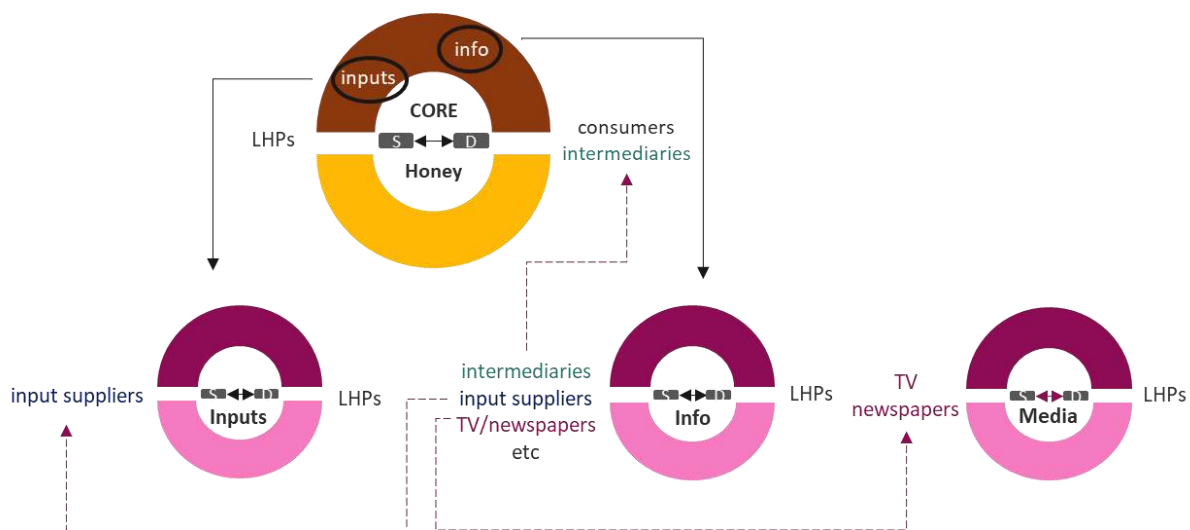 info
inputs
CORE
LHPs
S
D
consumers
intermediaries
Honey
input suppliers
S
D
Inputs
LHPs
intermediaries
input suppliers
TV/newspapers
etc
S
D
Info
LHPs
TV
newspapers
S
D
Media
LHPs